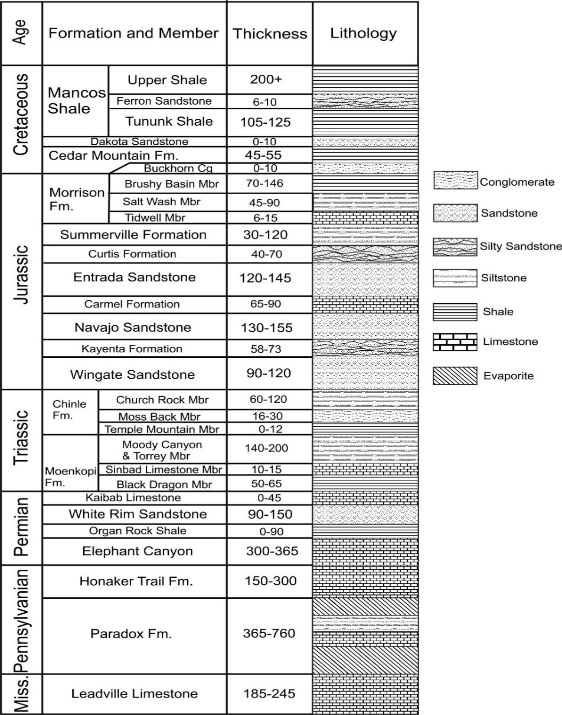 Age Formation and Member Thickness Lithology
Cretaceous
Mancos
Shale
Upper Shale 200+
Ferron Sandstone 6-10
Tununk Shale 105-125
Dakota Sandstone 0-10
Cedar Mountain Fm. 45-55
Buckhorn Cg 0-10
Jurassic
Morrison
Fm.
Brushy Basin Mbr 70-146
Salt Wash Mbr 45-90
Tidwell Mbr 6-15
Summerville Formation 30-120
Curtis Formation 40-70
Entrada Sandstone 120-145
Carmel Formation 65-90
Navajo Sandstone 130-155
Kayenta Formation 58-73
Wingate Sandstone 90-120
Triassic
Chinle
Fm.
Church Rock Mbr 60-120
Moss Back Mbr 16-30
Temple Mountain Mbr 0-12
Moenkopi
Fm.
Moody Canyon
& Torrey Mbr 140-200
Sinbad Limestone Mbr 10-15
Black Dragon Mbr 50-65
Permian
Kaibab Limestone 0-45
White Rim Sandstone 90-150
Organ Rock Shale 0-90
Elephant Canyon 300-365
Pennsylvanian
Honaker Trail Fm. 150-300
Paradox Fm. 365-760
Miss.
Leadville Limestone 185-245
Conglomerate
Sandstone
Silty Sandstone
Siltstone
Shale
Limestone
Evaporite